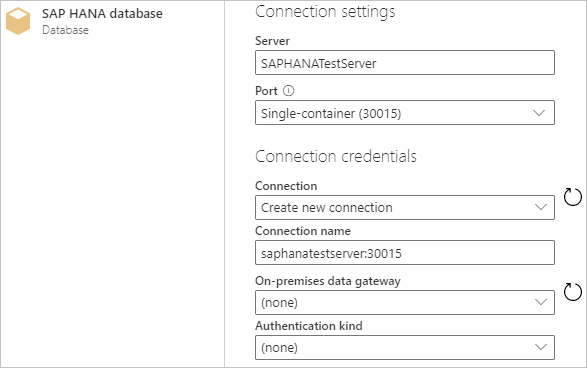 SAP HANA database
Database
Connection settings
Server
SAPHANATestServer
Port
Single-container (30015)
Connection credentials
Connection
Create new connection
Connection name
saphanatestserver:30015
On-premises data gateway
(none)
Authentication kind
(none)